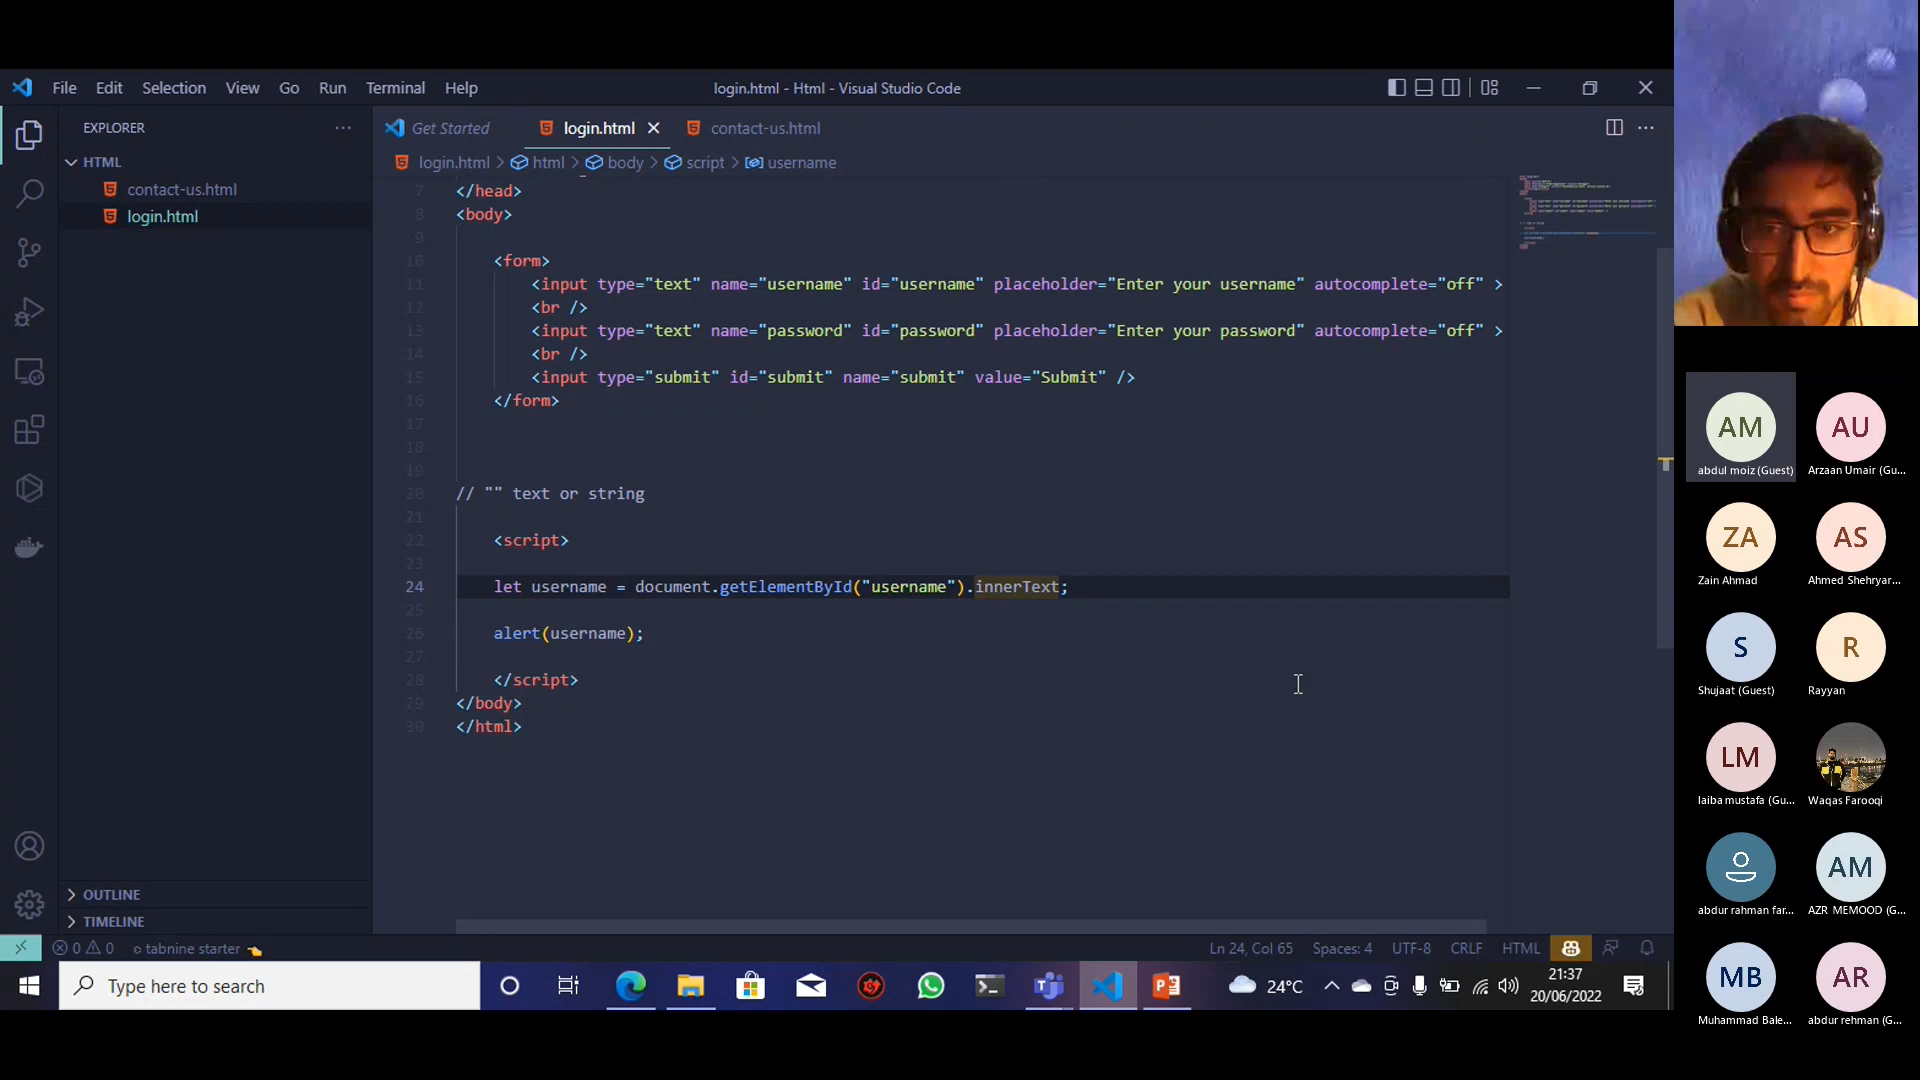 File Edit Selection View Go Run Terminal Help
login.html - Html - Visual Studio Code
EXPLORER
HTML
contact-us.html
login.html
OUTLINE
TIMELINE
Get Started login.html contact-us.html
login.html > html > body > script > username
7 </head>
8 <body>
9
10 <form>
11 <input type="text" name="username" id="username" placeholder="Enter your username" autocomplete="off" >
12 <br />
13 <input type="text" name="password" id="password" placeholder="Enter your password" autocomplete="off" >
14 <br />
15 <input type="submit" id="submit" name="submit" value="Submit" />
16 </form>
17
18
19
20 // "" text or string
21
22 <script>
23
24 let username = document.getElementById("username").innerText;
25
26 alert(username);
27
28 </script>
29 </body>
30 </html>
0 0 tabnine starter
Ln 24, Col 65 Spaces: 4 UTF-8 CRLF HTML
Type here to search
24°C
21:37
20/06/2022
AM AU
abdul moiz (Guest) Arzaan Umair (Gu...
ZA AS
Zain Ahmad Ahmed Shehryar...
S R
Shujaat (Guest) Rayyan
LM
laiba mustafa (Gu... Waqas Farooqi
AM
abdur rahman far... AZR MEMOOD (G...
MB AR
Muhammad Bale... abdur rehman (G...